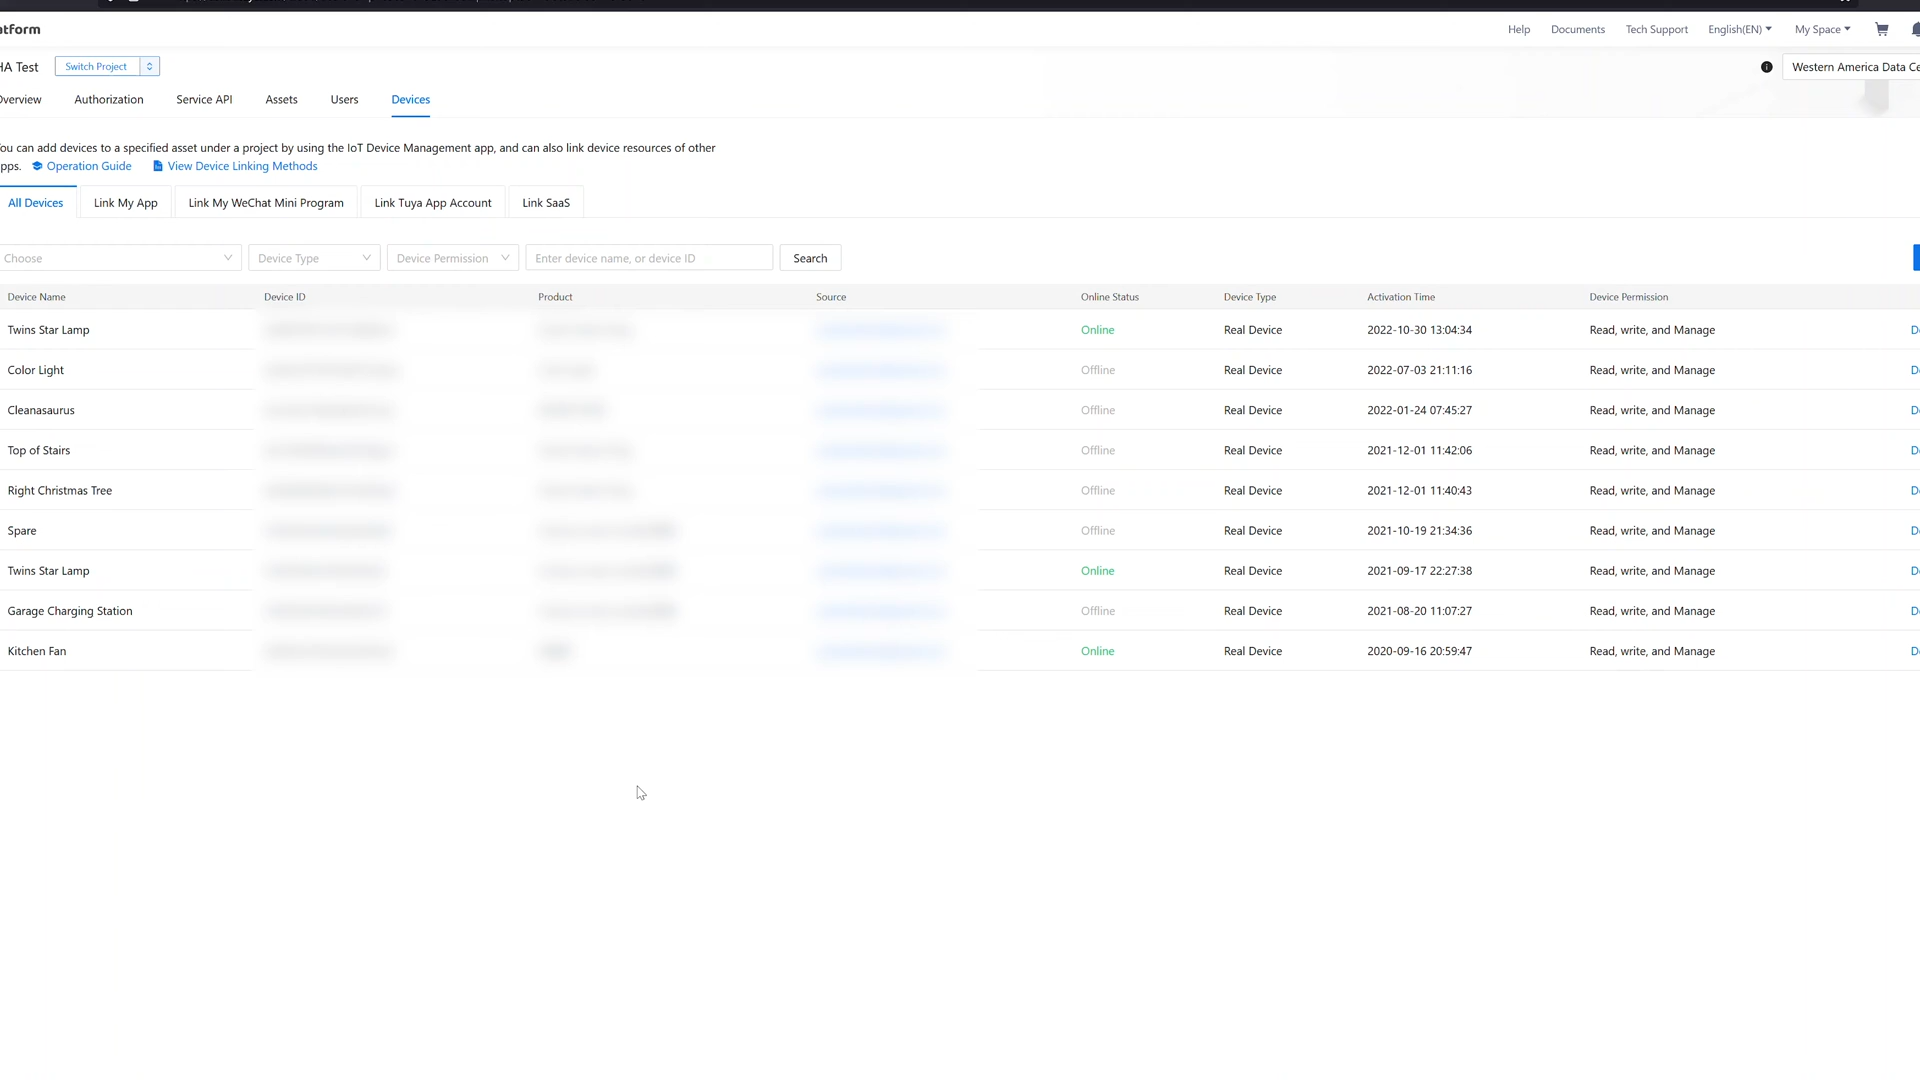 atform Help Documents Tech Support English(EN) My Space
HA Test Switch Project Western America Data Ce
Overview Authorization Service API Assets Users Devices
You can add devices to a specified asset under a project by using the IoT Device Management app, and can also link device resources of other
pps. Operation Guide View Device Linking Methods
All Devices Link My App Link My WeChat Mini Program Link Tuya App Account Link SaaS
Choose Device Type Device Permission Enter device name, or device ID Search
Device Name Device ID Product Source Online Status Device Type Activation Time Device Permission
Twins Star Lamp Online Real Device 2022-10-30 13:04:34 Read, write, and Manage D
Color Light Offline Real Device 2022-07-03 21:11:16 Read, write, and Manage D
Cleanasaurus Offline Real Device 2022-01-24 07:45:27 Read, write, and Manage D
Top of Stairs Offline Real Device 2021-12-01 11:42:06 Read, write, and Manage D
Right Christmas Tree Offline Real Device 2021-12-01 11:40:43 Read, write, and Manage D
Spare Offline Real Device 2021-10-19 21:34:36 Read, write, and Manage D
Twins Star Lamp Online Real Device 2021-09-17 22:27:38 Read, write, and Manage D
Garage Charging Station Offline Real Device 2021-08-20 11:07:27 Read, write, and Manage D
Kitchen Fan Online Real Device 2020-09-16 20:59:47 Read, write, and Manage D